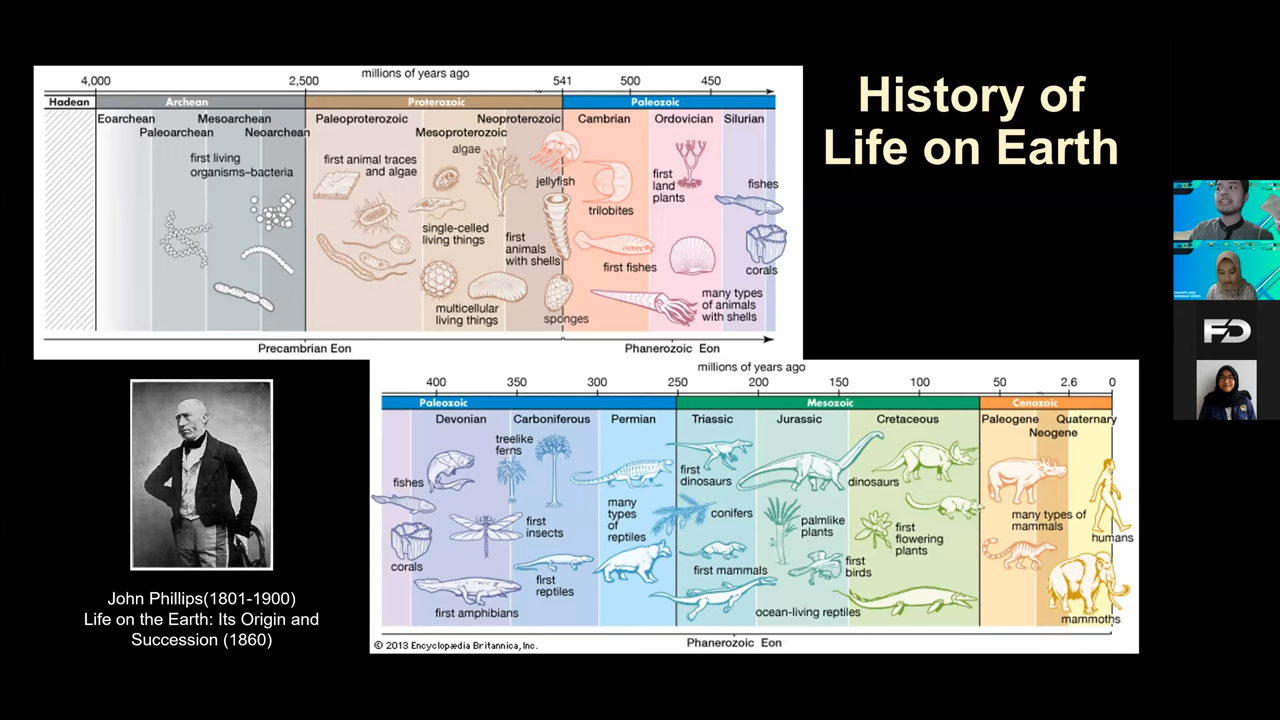 History of
Life on Earth
millions of years ago
4,000 2,500 541 500 450
Hadean Archean Proterozoic Paleozoic
Eoarchean Mesoarchean Paleoproterozoic Neoproterozoic Cambrian Ordovician Silurian
Paleoarchean Neoarchean Mesoproterozoic
first living
organisms–bacteria
first animal traces
and algae
algae
single-celled
living things
multicellular
living things
jellyfish
first
animals
with shells
sponges
trilobites
first fishes
first
land
plants
many types
of animals
with shells
fishes
corals
Precambrian Eon Phanerozoic Eon
millions of years ago
400 350 300 250 200 150 100 50 2.6 0
Paleozoic Mesozoic Cenozoic
Devonian Carboniferous Permian Triassic Jurassic Cretaceous Paleogene Quaternary
Neogene
fishes
corals
first amphibians
treelike
ferns
first
insects
first
reptiles
many
types
of
reptiles
first
dinosaurs
conifers
first mammals
palmlike
plants
first
birds
ocean-living reptiles
dinosaurs
first
flowering
plants
many types of
mammals
humans
mammoths
Phanerozoic Eon
© 2013 Encyclopædia Britannica, Inc.
John Phillips(1801-1900)
Life on the Earth: Its Origin and
Succession (1860)
FD